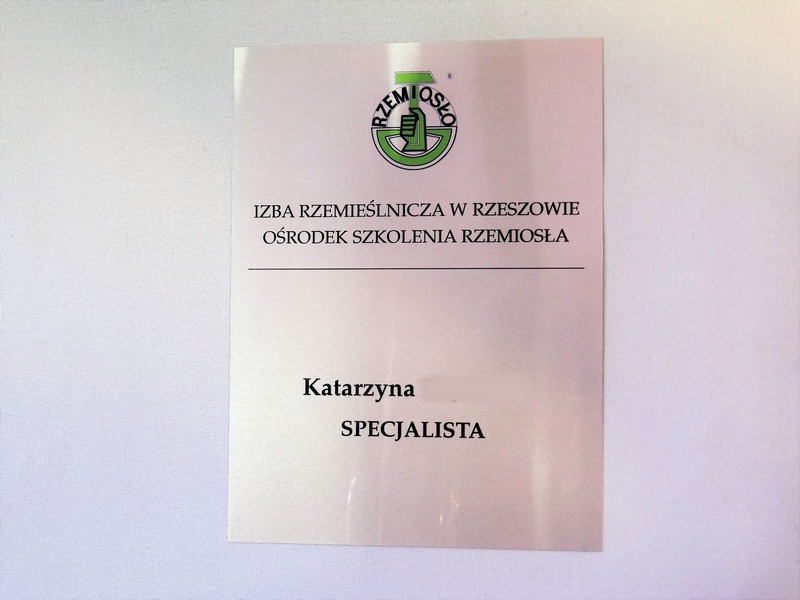 ®
RZEMIOSŁO
IZBA RZEMIEŚLNICZA W RZESZOWIE
OŚRODEK SZKOLENIA RZEMIOSŁA
Katarzyna
SPECJALISTA